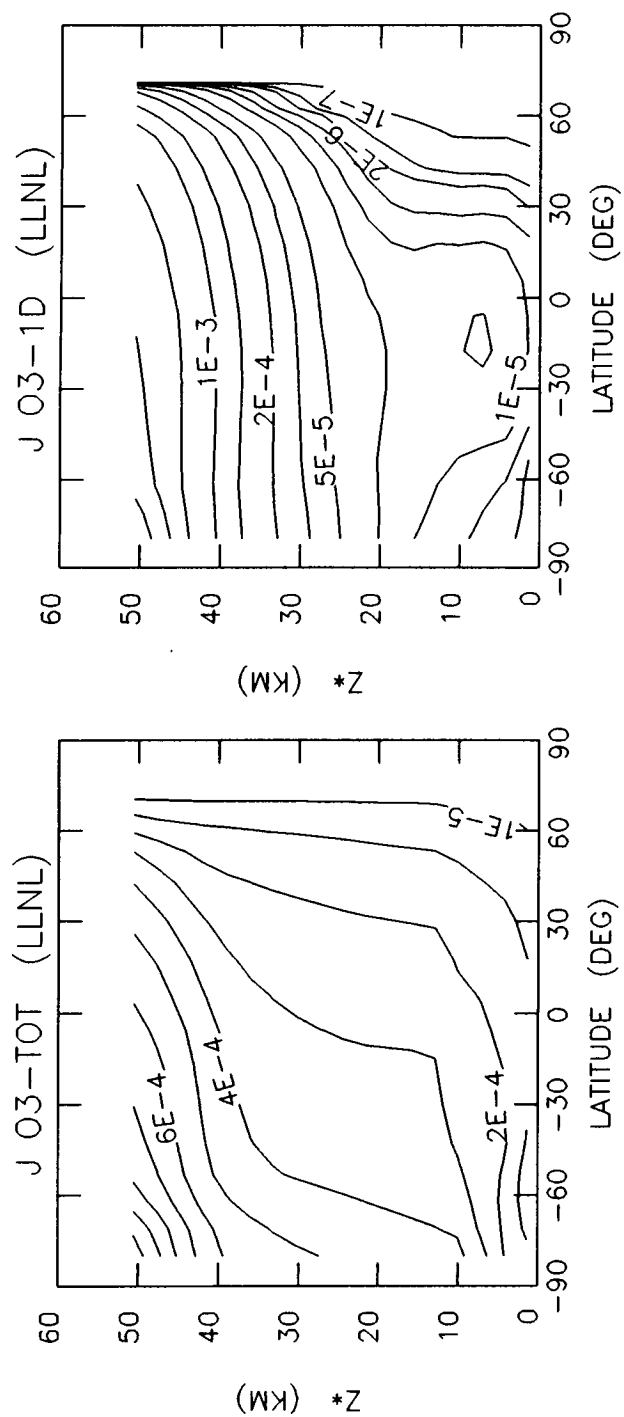 J O3-TOT (LLNL)
60
50
40
30
20
10
0
Z* (KM)
6E-4
4E-4
2E-4
1E-5
-90 -60 -30 0 30 60 90
LATITUDE (DEG)
J O3-1D (LLNL)
60
50
40
30
20
10
0
Z* (KM)
1E-3
2E-4
5E-5
1E-5
2E-6
1E-7
-90 -60 -30 0 30 60 90
LATITUDE (DEG)